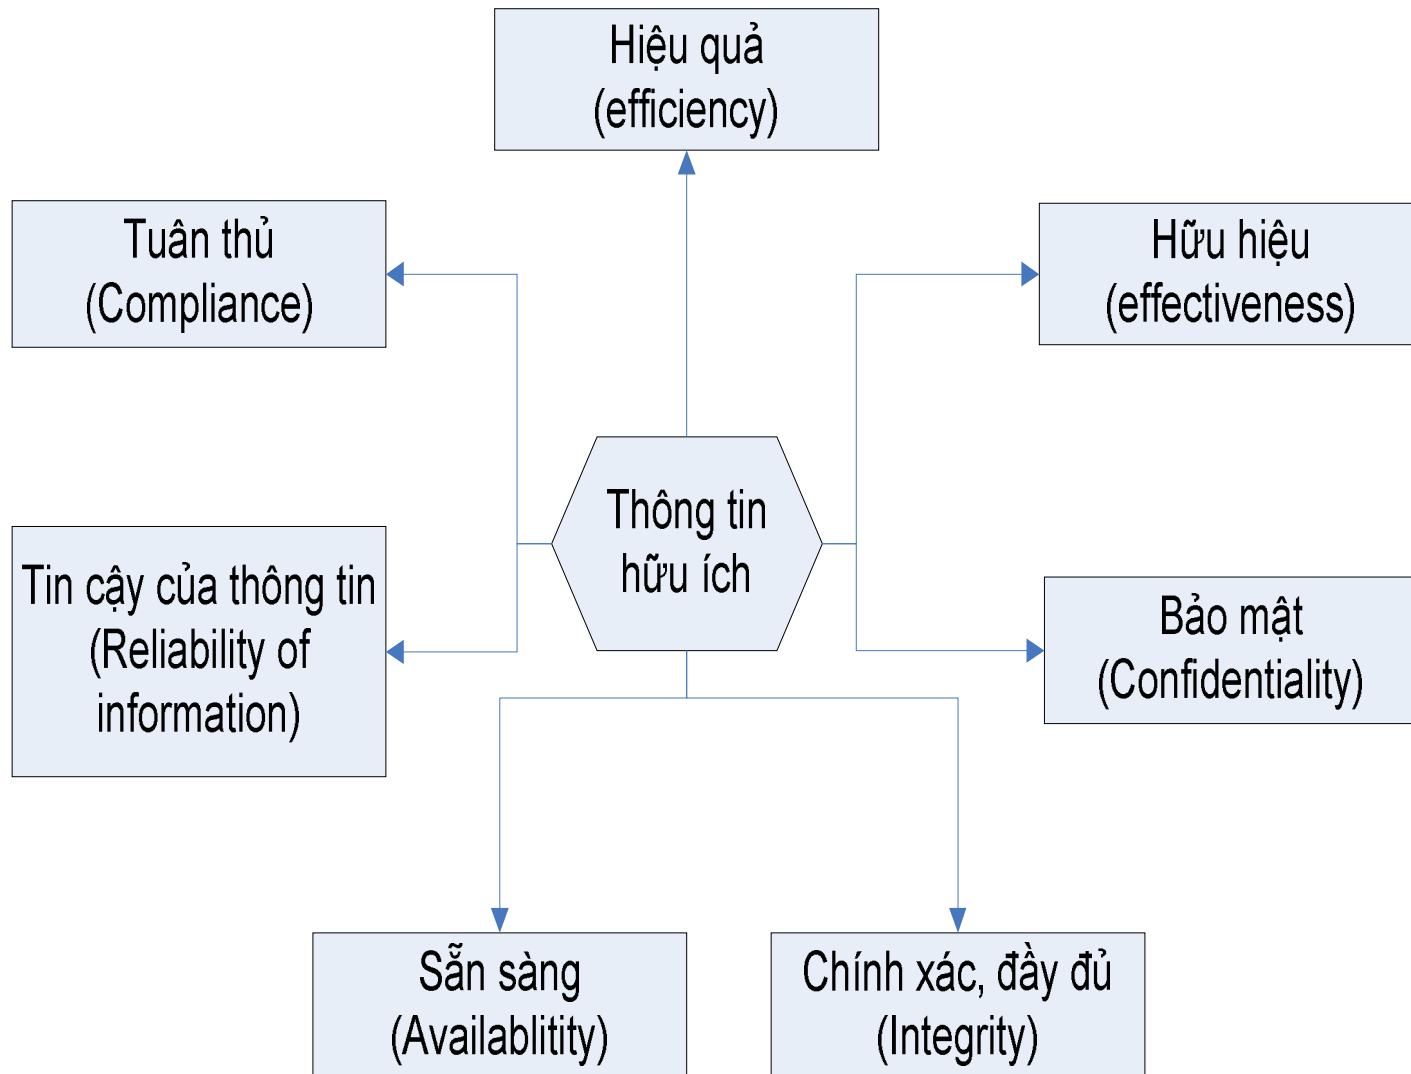 Hiệu quả
(efficiency)
Tuân thủ
(Compliance)
Hữu hiệu
(effectiveness)
Thông tin
hữu ích
Tin cậy của thông tin
(Reliability of
information)
Bảo mật
(Confidentiality)
Sẵn sàng
(Availablitity)
Chính xác, đầy đủ
(Integrity)